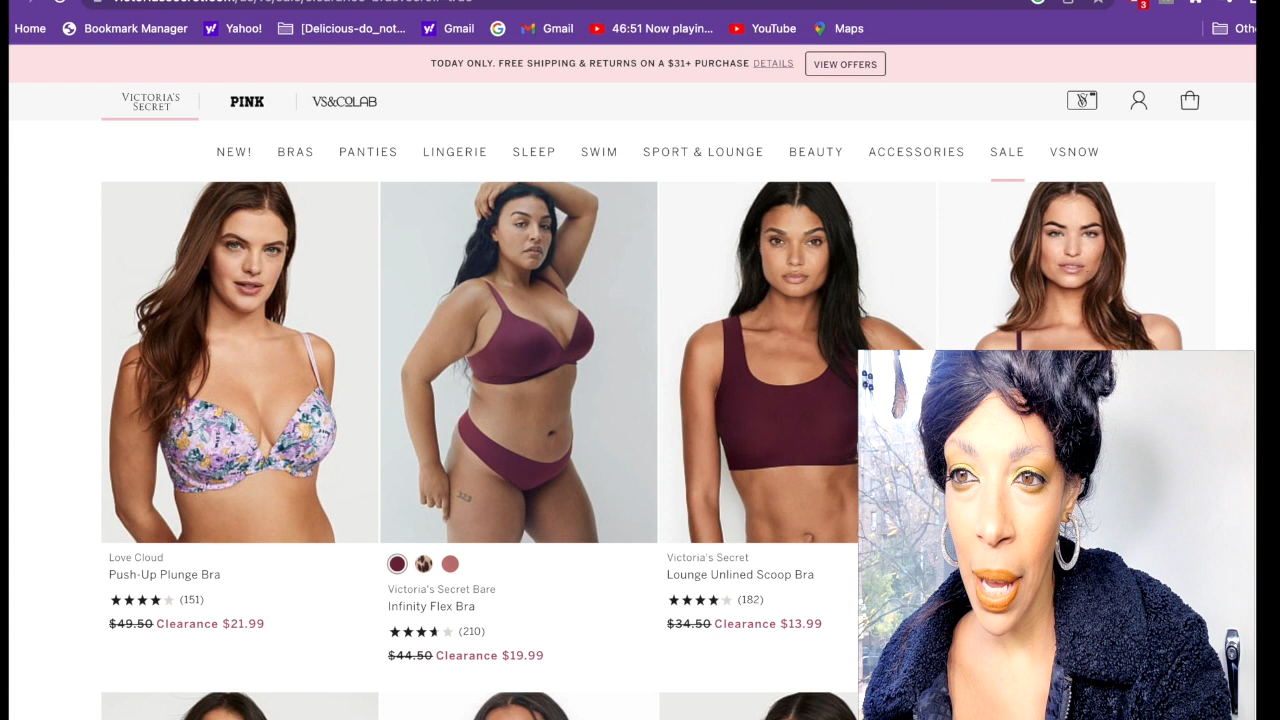 Home Bookmark Manager Yahoo! [Delicious-do_not... Gmail Gmail 46:51 Now playin... YouTube Maps
TODAY ONLY. FREE SHIPPING & RETURNS ON A $31+ PURCHASE DETAILS VIEW OFFERS
VICTORIA'S SECRET PINK VS&COLAB
NEW! BRAS PANTIES LINGERIE SLEEP SWIM SPORT & LOUNGE BEAUTY ACCESSORIES SALE VSNOW
323
Love Cloud
Push-Up Plunge Bra
(151)
$49.50 Clearance $21.99
Victoria's Secret Bare
Infinity Flex Bra
(210)
$44.50 Clearance $19.99
Victoria's Secret
Lounge Unlined Scoop Bra
(182)
$34.50 Clearance $13.99